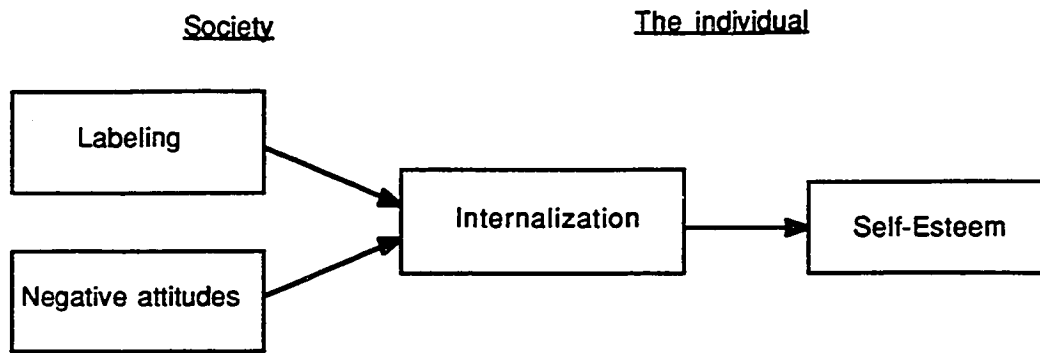 Society
The individual
Labeling
Internalization
Self-Esteem
Negative attitudes